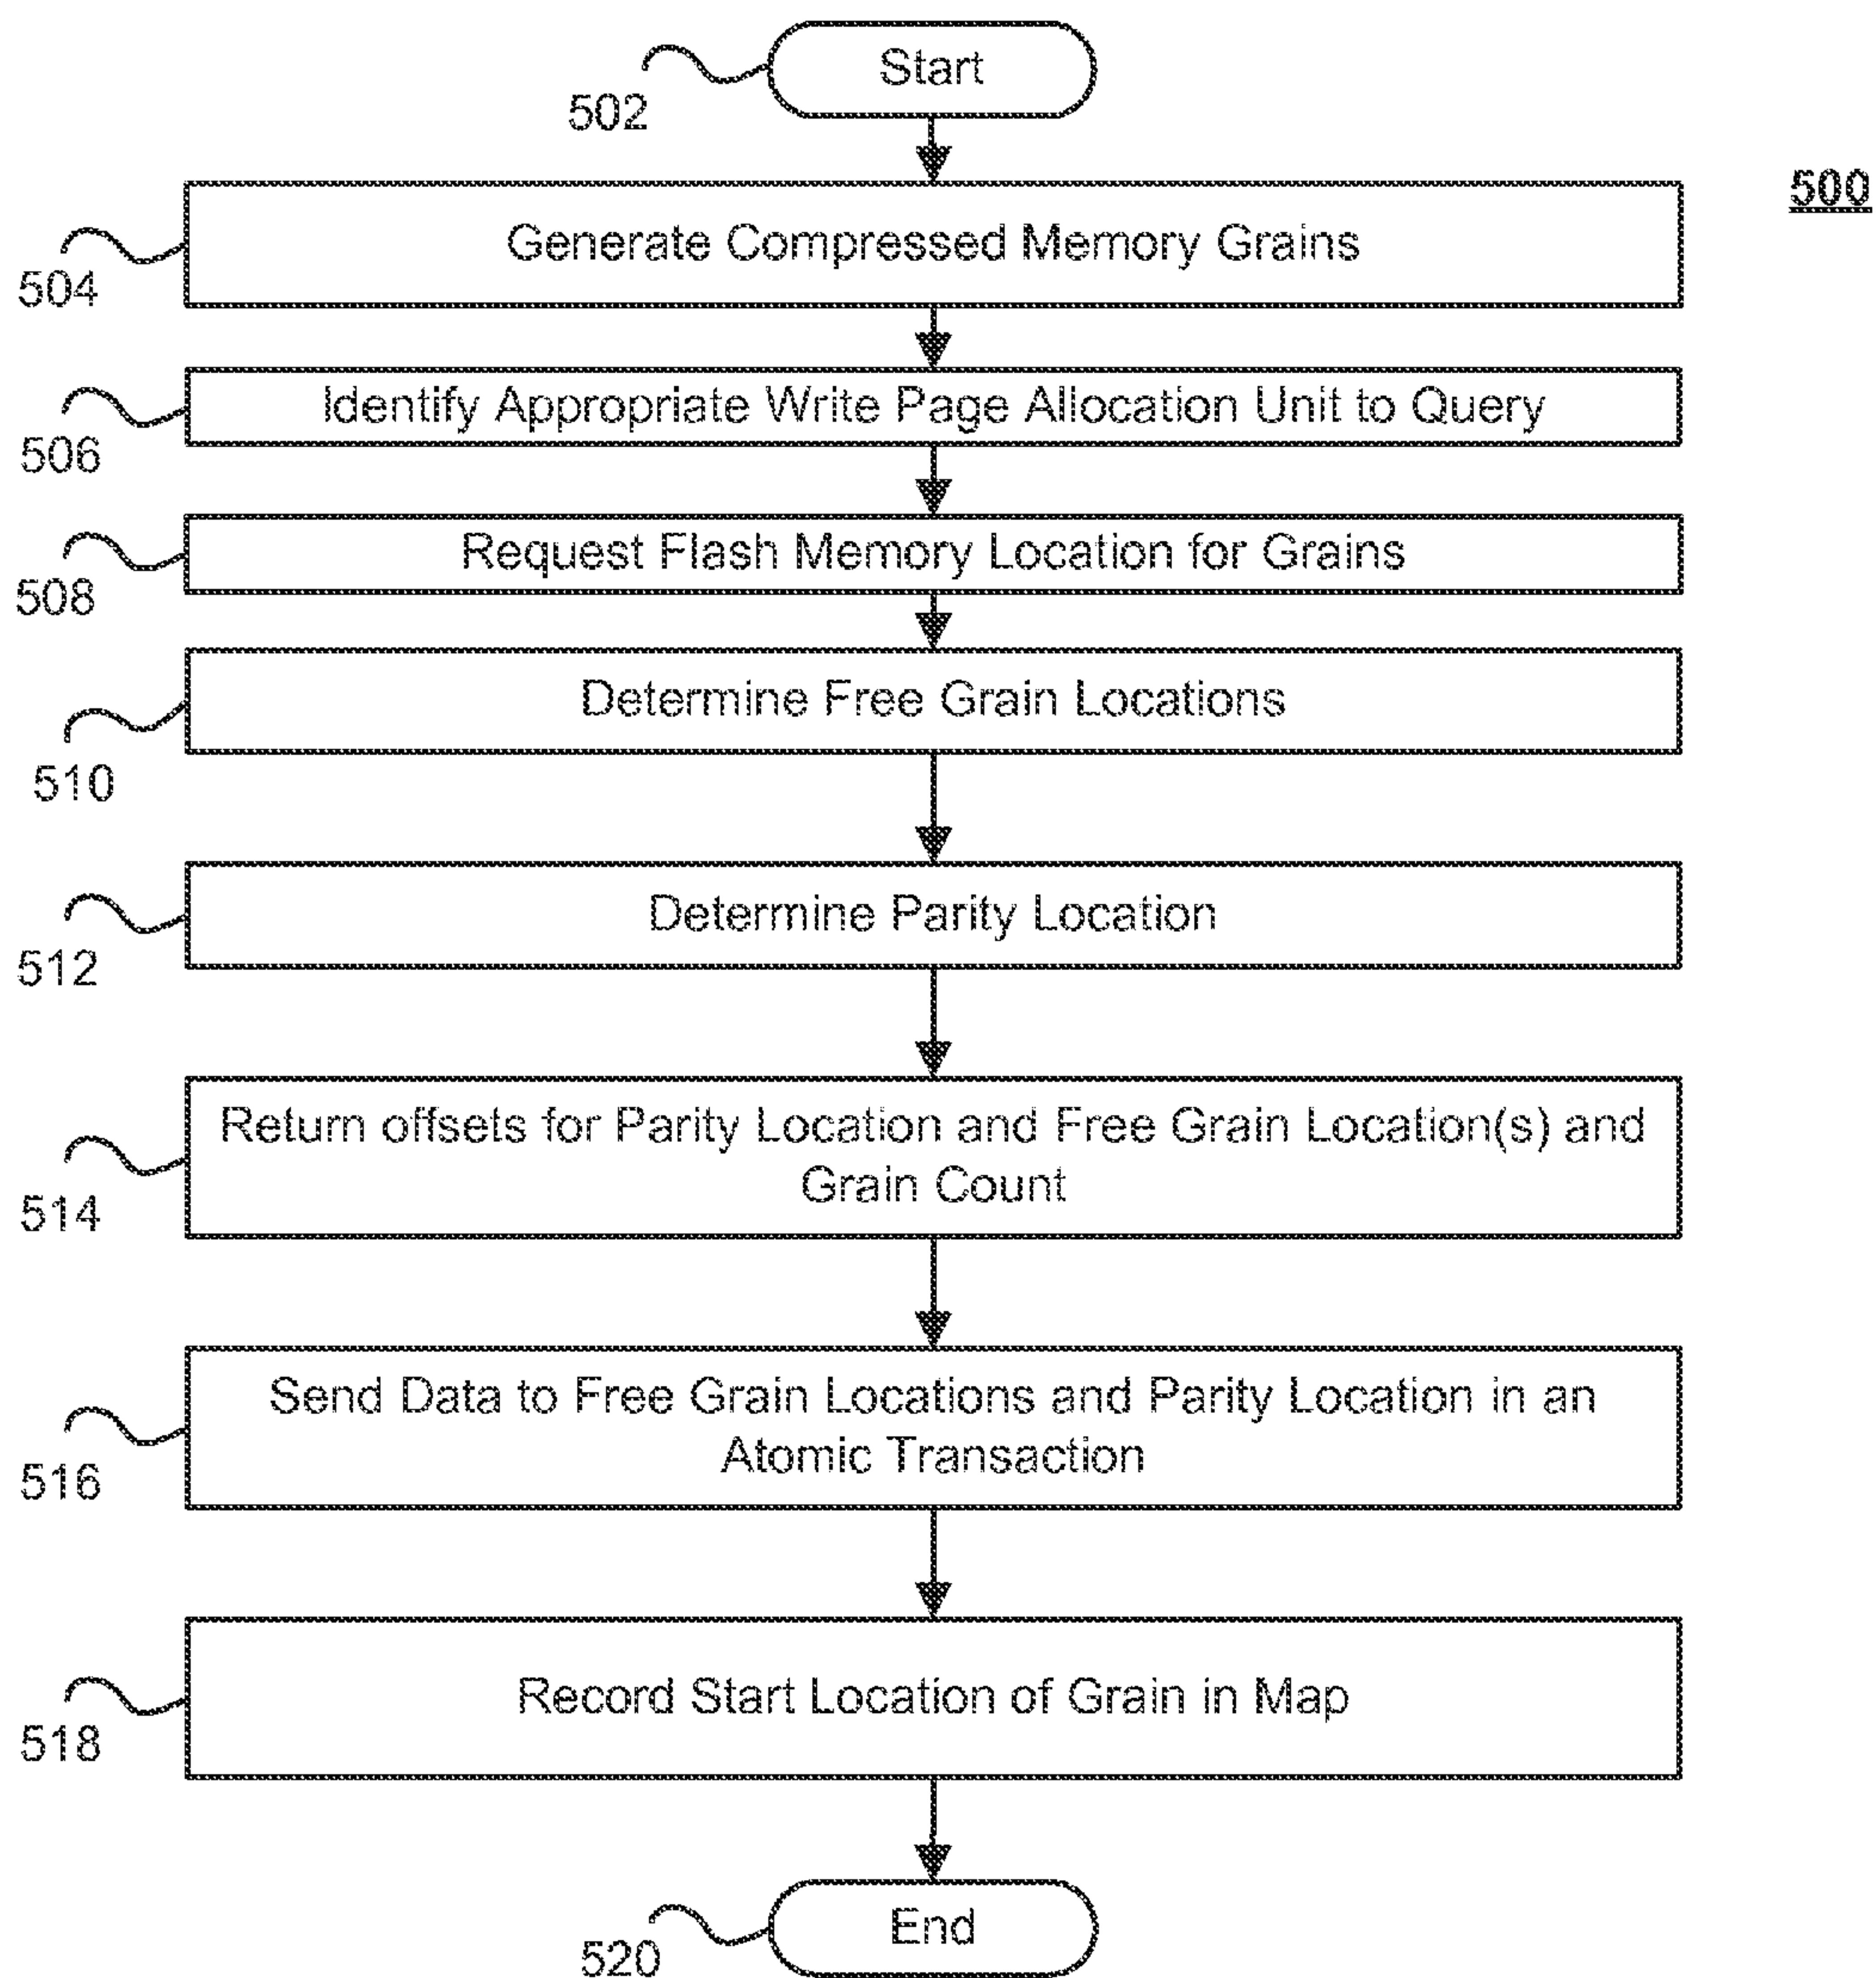 Start
502
500
Generate Compressed Memory Grains
504
Identify Appropriate Write Page Allocation Unit to Query
506
Request Flash Memory Location for Grains
508
Determine Free Grain Locations
510
Determine Parity Location
512
Return offsets for Parity Location and Free Grain Location(s) and
Grain Count
514
Send Data to Free Grain Locations and Parity Location in an
Atomic Transaction
516
Record Start Location of Grain in Map
518
End
520